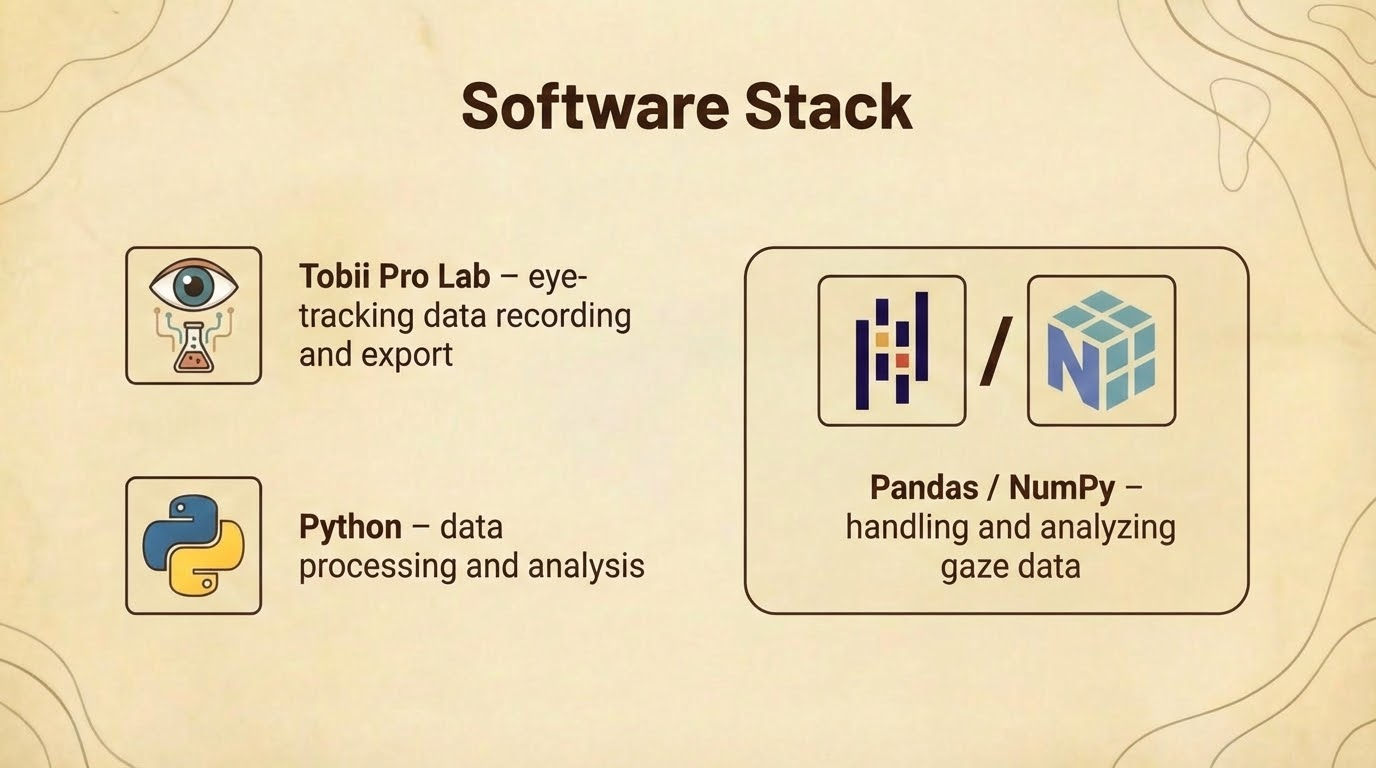 Software Stack
Tobii Pro Lab – eye-
tracking data recording
and export
Python – data
processing and analysis
N
Pandas / NumPy –
handling and analyzing
gaze data